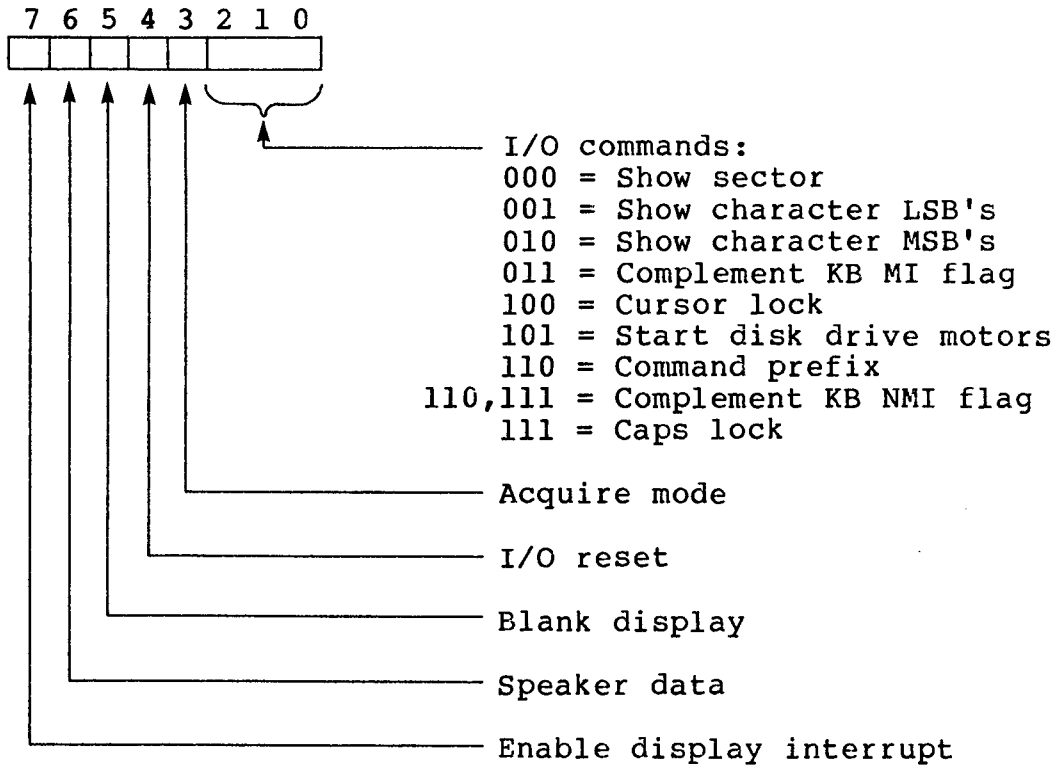 7 6 5 4 3 2 1 0
I/O commands:
000 = Show sector
001 = Show character LSB's
010 = Show character MSB's
011 = Complement KB MI flag
100 = Cursor lock
101 = Start disk drive motors
110 = Command prefix
110,111 = Complement KB NMI flag
111 = Caps lock
Acquire mode
I/O reset
Blank display
Speaker data
Enable display interrupt